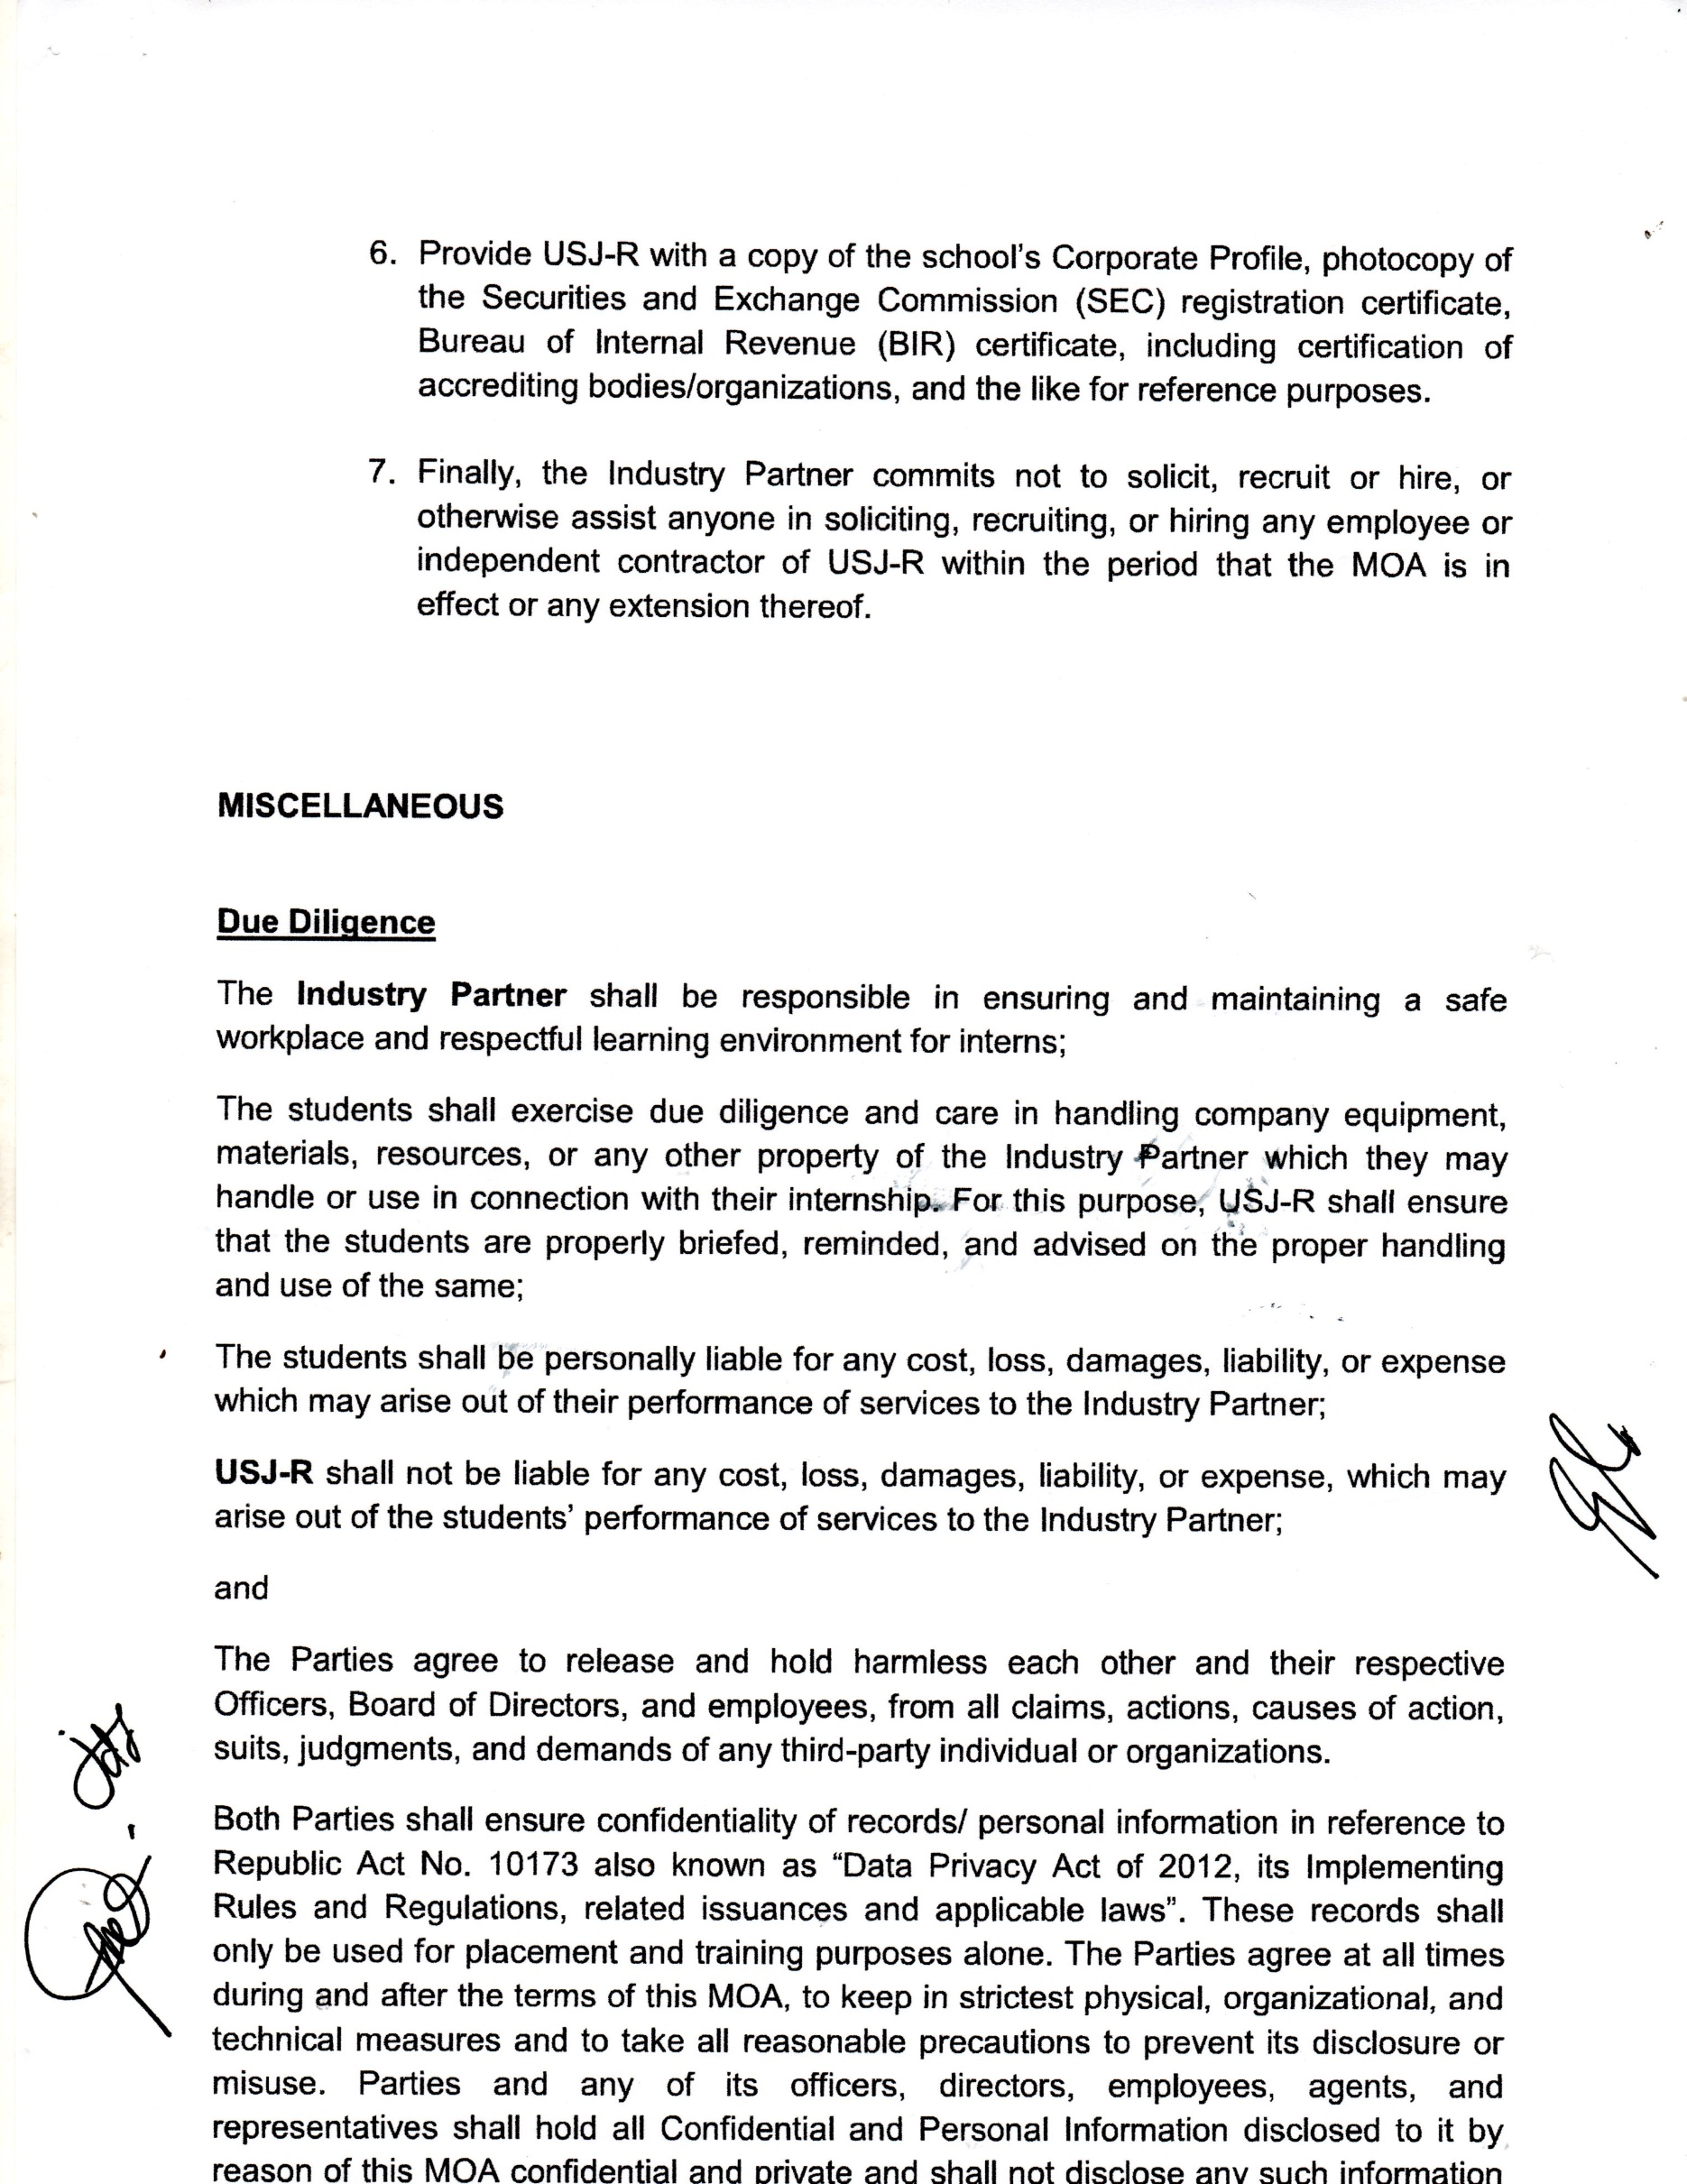 6. Provide USJ-R with a copy of the school's Corporate Profile, photocopy of
the Securities and Exchange Commission (SEC) registration certificate,
Bureau of Internal Revenue (BIR) certificate, including certification of
accrediting bodies/organizations, and the like for reference purposes.
7. Finally, the Industry Partner commits not to solicit, recruit or hire, or
otherwise assist anyone in soliciting, recruiting, or hiring any employee or
independent contractor of USJ-R within the period that the MOA is in
effect or any extension thereof.
MISCELLANEOUS
Due Diligence
The Industry Partner shall be responsible in ensuring and maintaining a safe
workplace and respectful learning environment for interns;
The students shall exercise due diligence and care in handling company equipment,
materials, resources, or any other property of the Industry Partner which they may
handle or use in connection with their internship. For this purpose, USJ-R shall ensure
that the students are properly briefed, reminded, and advised on the proper handling
and use of the same;
The students shall be personally liable for any cost, loss, damages, liability, or expense
which may arise out of their performance of services to the Industry Partner;
USJ-R shall not be liable for any cost, loss, damages, liability, or expense, which may
arise out of the students' performance of services to the Industry Partner;
and
The Parties agree to release and hold harmless each other and their respective
Officers, Board of Directors, and employees, from all claims, actions, causes of action,
suits, judgments, and demands of any third-party individual or organizations.
Both Parties shall ensure confidentiality of records/ personal information in reference to
Republic Act No. 10173 also known as "Data Privacy Act of 2012, its Implementing
Rules and Regulations, related issuances and applicable laws". These records shall
only be used for placement and training purposes alone. The Parties agree at all times
during and after the terms of this MOA, to keep in strictest physical, organizational, and
technical measures and to take all reasonable precautions to prevent its disclosure or
misuse. Parties and any of its officers, directors, employees, agents, and
representatives shall hold all Confidential and Personal Information disclosed to it by
reason of this MOA confidential and private and shall not disclose any such information